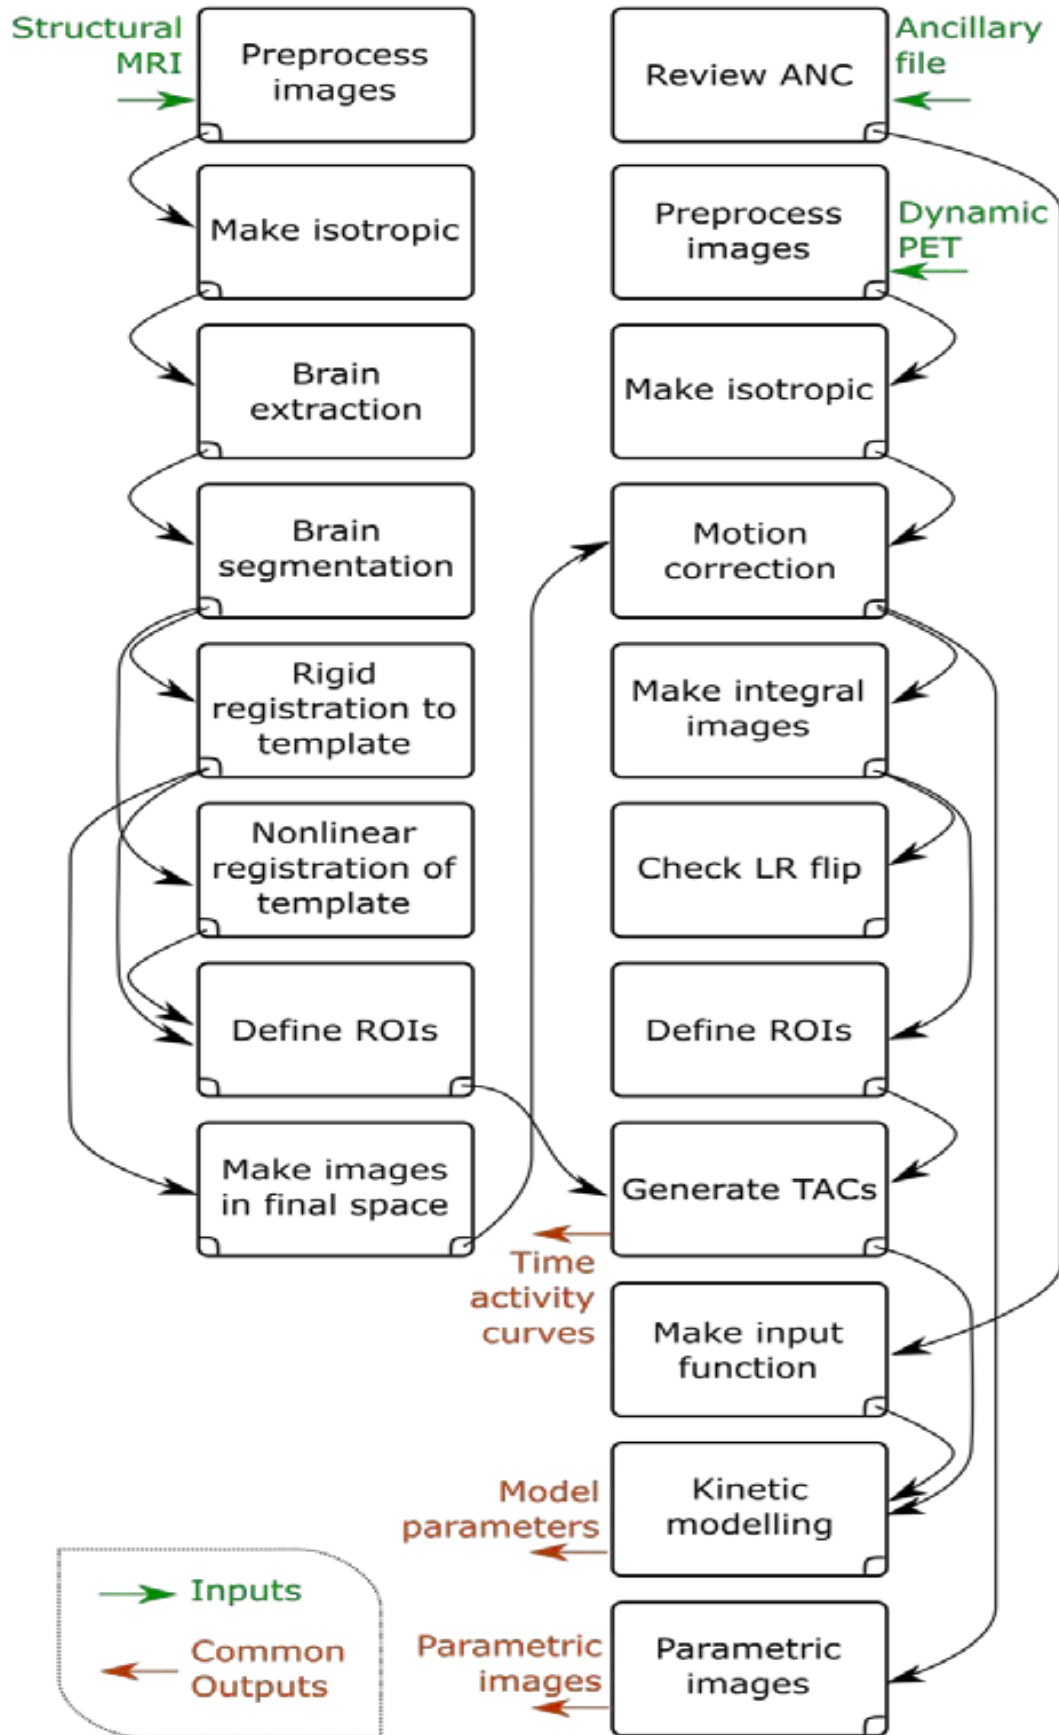 Structural
MRI
Preprocess
images
Make isotropic
Brain
extraction
Brain
segmentation
Rigid
registration to
template
Nonlinear
registration of
template
Define ROIs
Make images
in final space
Review ANC
Ancillary
file
Preprocess
images
Dynamic
PET
Make isotropic
Motion
correction
Make integral
images
Check LR flip
Define ROIs
Generate TACs
Time
activity
curves
Make input
function
Kinetic
modelling
Model
parameters
Parametric
images
Parametric
images
Inputs
Common
Outputs